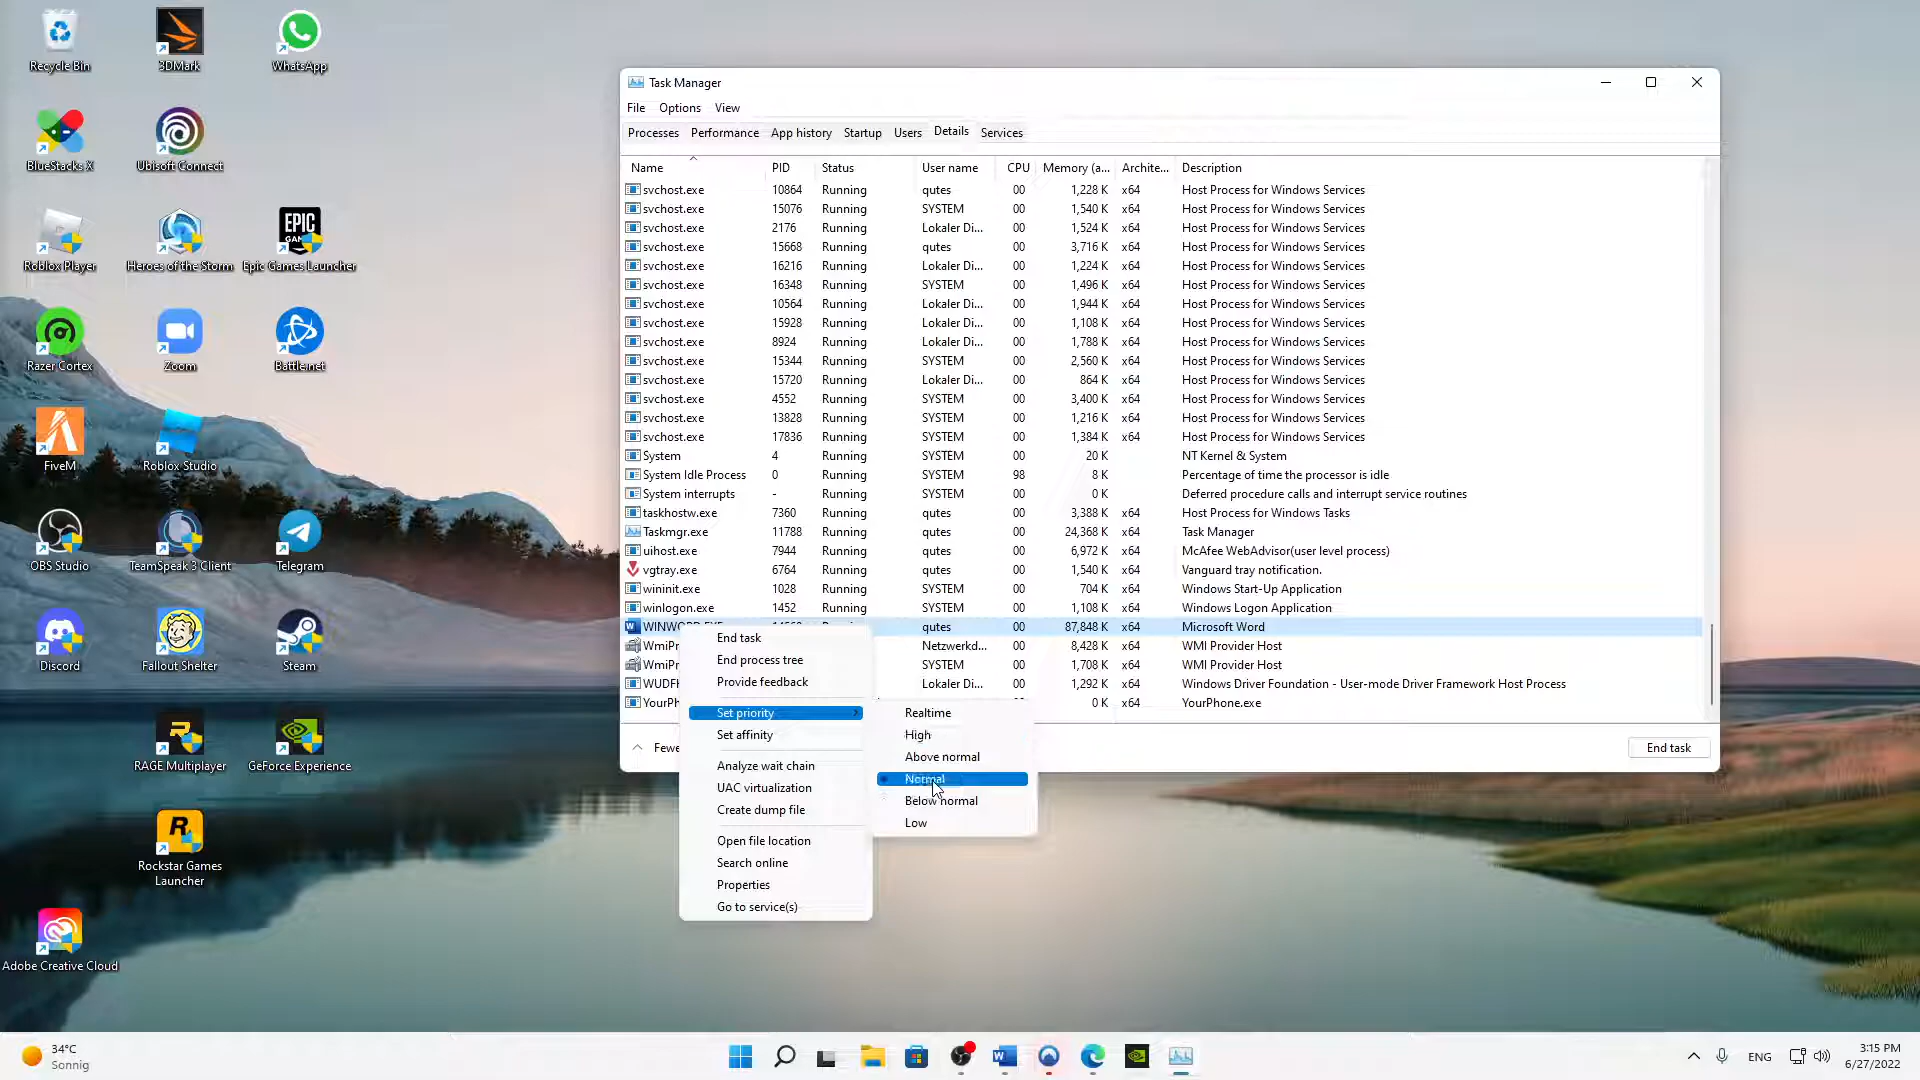 Recycle Bin
3DMark
WhatsApp
BlueStacks X
Ubisoft Connect
Roblox Player
Heroes of the Storm
EPIC
Epic Games Launcher
Razer Cortex
Zoom
Battle.net
FiveM
Roblox Studio
OBS Studio
TeamSpeak 3 Client
Telegram
Discord
Fallout Shelter
Steam
RAGE Multiplayer
GeForce Experience
Rockstar Games
Launcher
Adobe Creative Cloud
Task Manager
File Options View
Processes Performance App history Startup Users Details Services
Name PID Status User name CPU Memory (a... Archite... Description
svchost.exe 10864 Running qutes 00 1,228 K x64 Host Process for Windows Services
svchost.exe 15076 Running SYSTEM 00 1,540 K x64 Host Process for Windows Services
svchost.exe 2176 Running Lokaler Di... 00 1,524 K x64 Host Process for Windows Services
svchost.exe 15668 Running qutes 00 3,716 K x64 Host Process for Windows Services
svchost.exe 16216 Running Lokaler Di... 00 1,224 K x64 Host Process for Windows Services
svchost.exe 16348 Running SYSTEM 00 1,496 K x64 Host Process for Windows Services
svchost.exe 10564 Running Lokaler Di... 00 1,944 K x64 Host Process for Windows Services
svchost.exe 15928 Running Lokaler Di... 00 1,108 K x64 Host Process for Windows Services
svchost.exe 8924 Running Lokaler Di... 00 1,788 K x64 Host Process for Windows Services
svchost.exe 15344 Running SYSTEM 00 2,560 K x64 Host Process for Windows Services
svchost.exe 15720 Running Lokaler Di... 00 864 K x64 Host Process for Windows Services
svchost.exe 4552 Running SYSTEM 00 3,400 K x64 Host Process for Windows Services
svchost.exe 13828 Running SYSTEM 00 1,216 K x64 Host Process for Windows Services
svchost.exe 17836 Running SYSTEM 00 1,384 K x64 Host Process for Windows Services
System 4 Running SYSTEM 00 20 K NT Kernel & System
System Idle Process 0 Running SYSTEM 98 8 K Percentage of time the processor is idle
System interrupts - Running SYSTEM 00 0 K Deferred procedure calls and interrupt service routines
taskhostw.exe 7360 Running qutes 00 3,388 K x64 Host Process for Windows Tasks
Taskmgr.exe 11788 Running qutes 00 24,368 K x64 Task Manager
uihost.exe 7944 Running qutes 00 6,972 K x64 McAfee WebAdvisor(user level process)
vgtray.exe 6764 Running qutes 00 1,540 K x64 Vanguard tray notification.
wininit.exe 1028 Running SYSTEM 00 704 K x64 Windows Start-Up Application
winlogon.exe 1452 Running SYSTEM 00 1,108 K x64 Windows Logon Application
WINWORD.EXE qutes 00 87,848 K x64 Microsoft Word
WmiPr Netzwerkd... 00 8,428 K x64 WMI Provider Host
WmiPr SYSTEM 00 1,708 K x64 WMI Provider Host
WUDFH Lokaler Di... 00 1,292 K x64 Windows Driver Foundation - User-mode Driver Framework Host Process
YourPh 0 K x64 YourPhone.exe
Fewe
End task
End task
End process tree
Provide feedback
Set priority
Set affinity
Analyze wait chain
UAC virtualization
Create dump file
Open file location
Search online
Properties
Go to service(s)
Realtime
High
Above normal
Normal
Below normal
Low
34°C
Sonnig
ENG
3:15 PM
6/27/2022